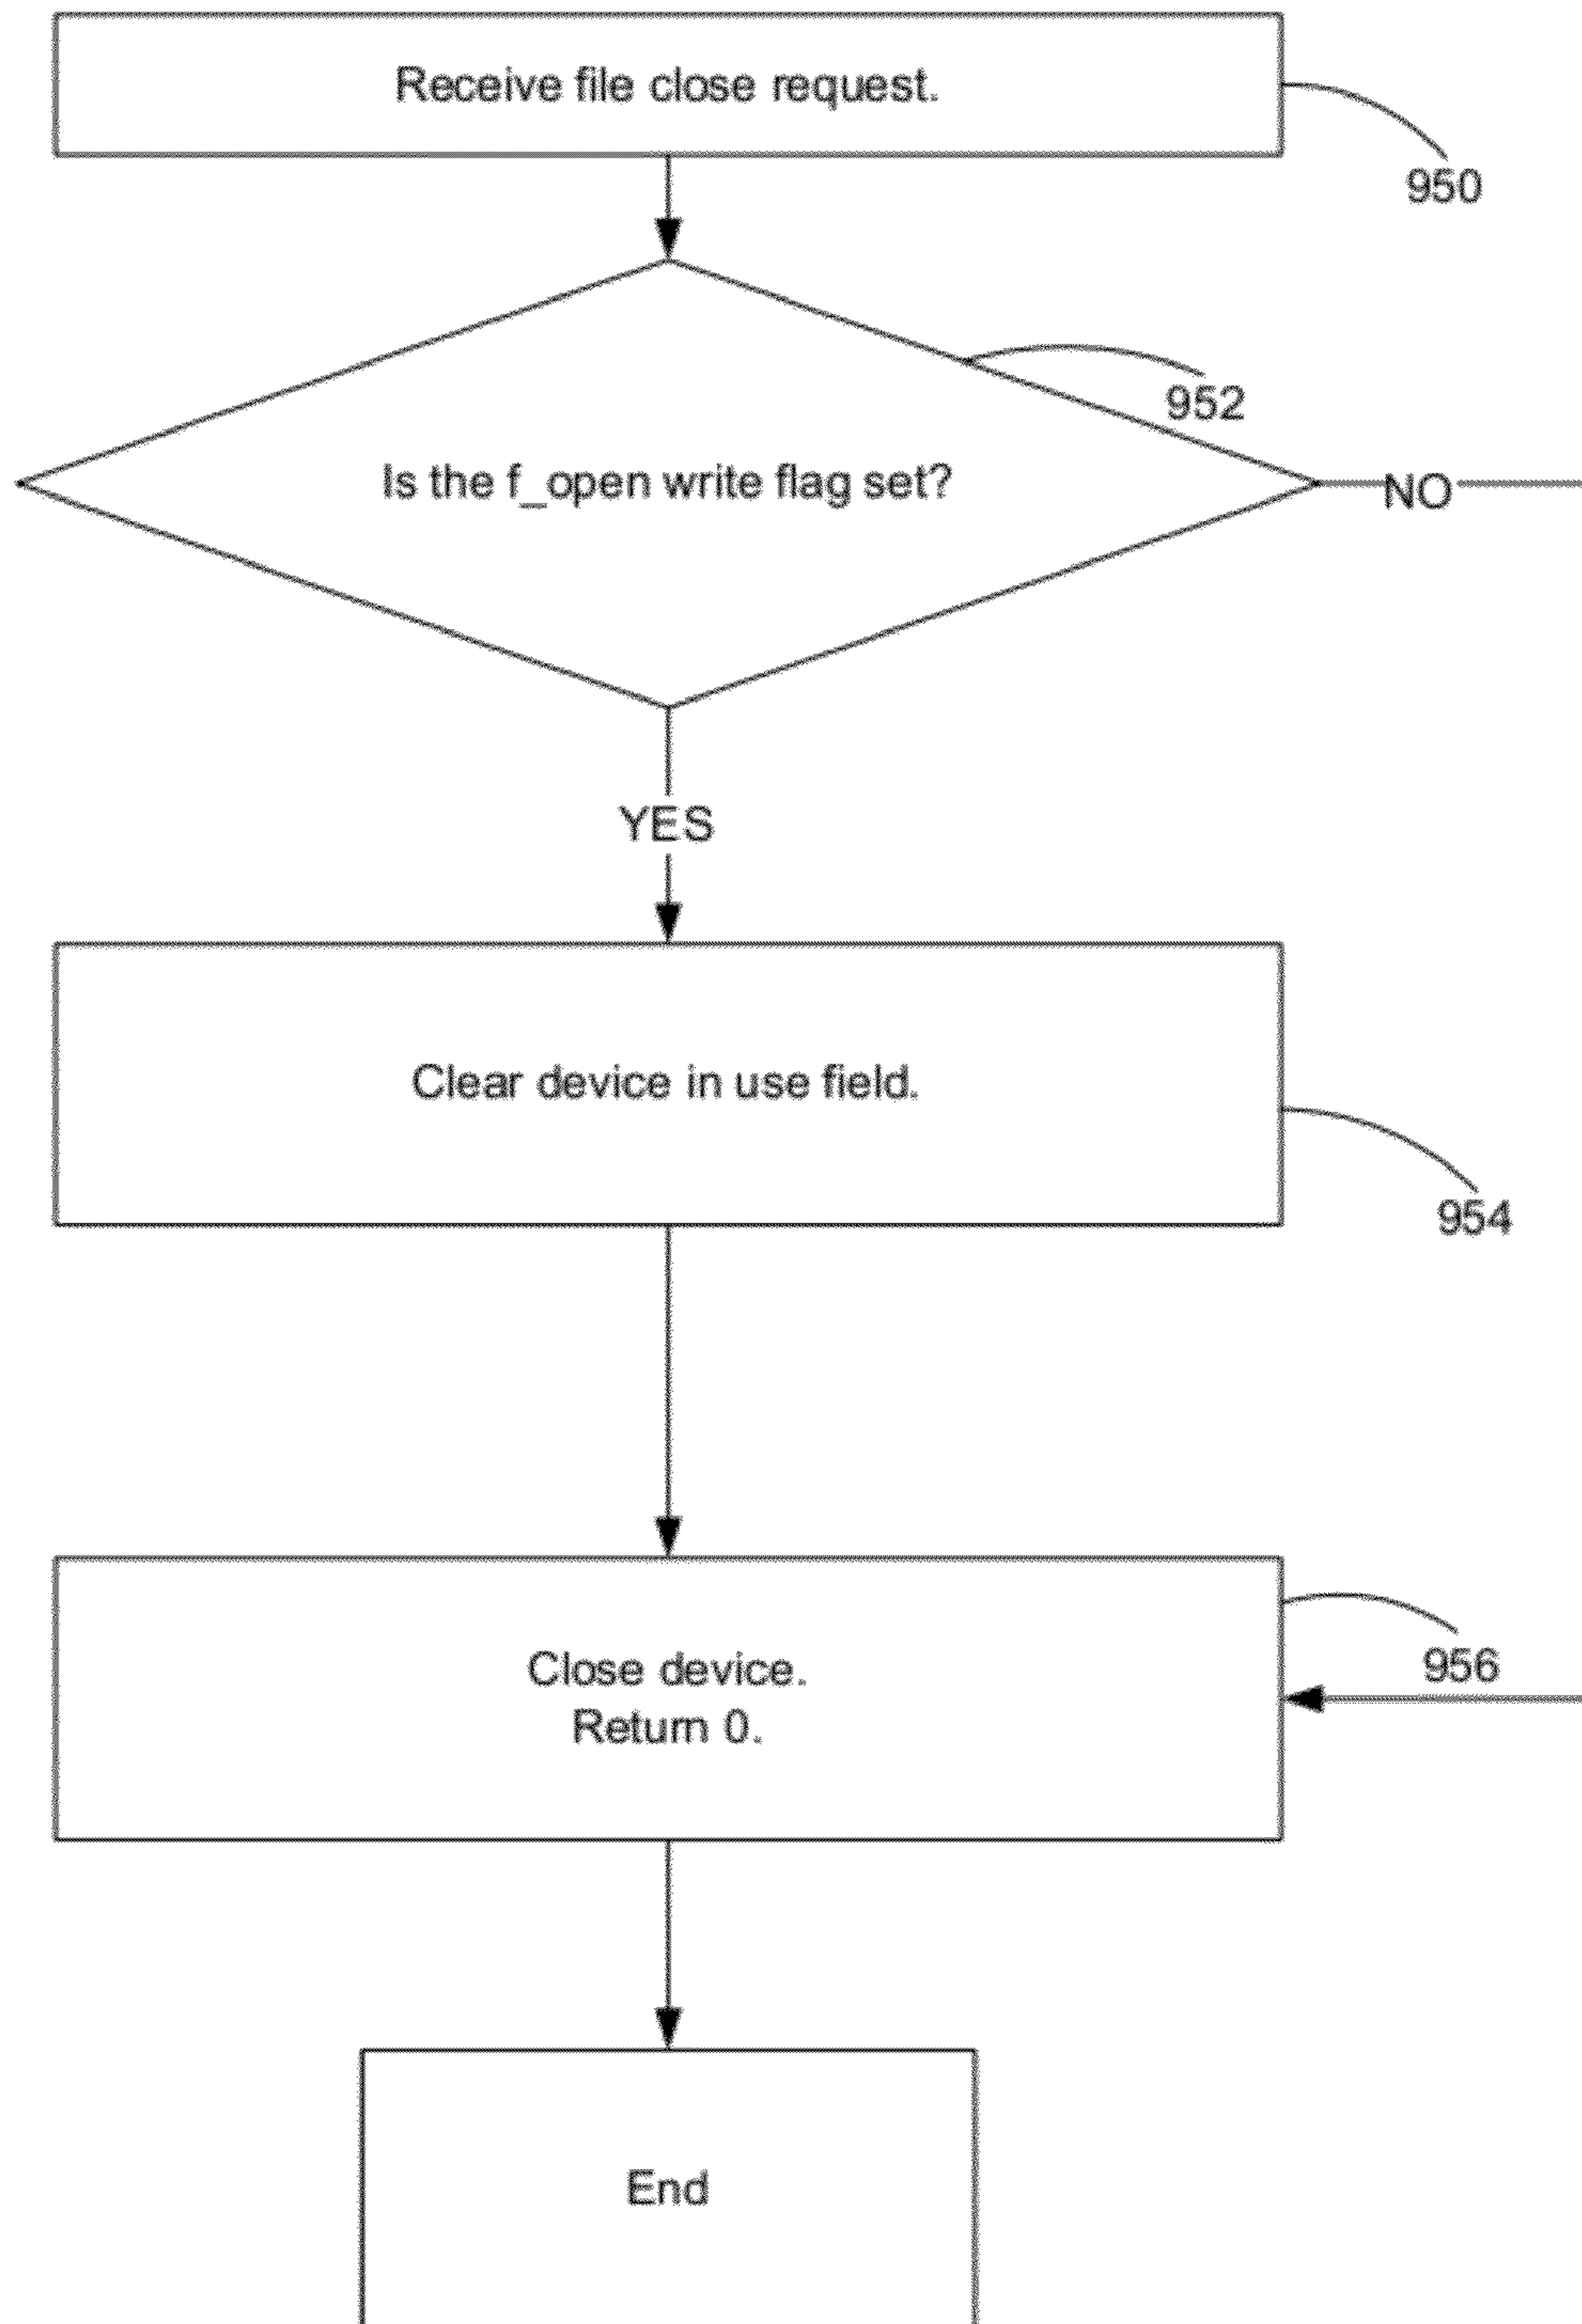 Receive file close request.
950
952
Is the f_open write flag set?
NO
YES
Clear device in use field.
954
Close device.
956
Return 0.
End